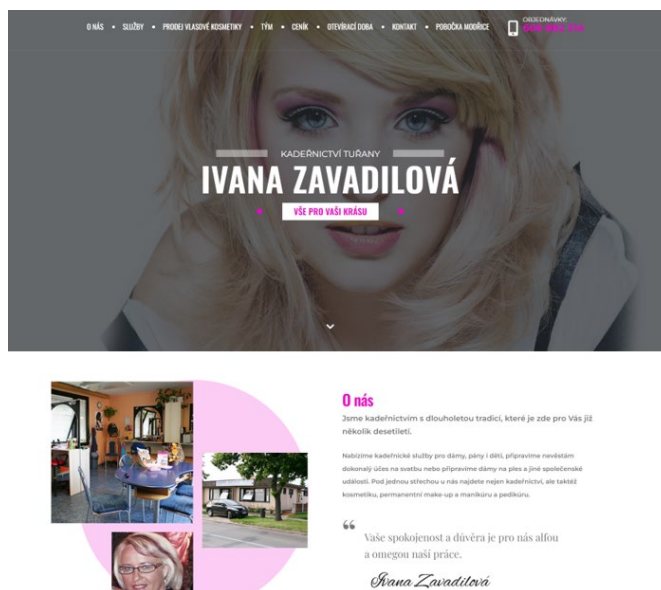 O NÁS • SLUŽBY • PRODEJ VLASOVÉ KOSMETIKY • TÝM • CENÍK • OTEVÍRACÍ DOBA • KONTAKT • POBOČKA MODŘICE
OBJEDNÁVKY:
KADEŘNICTVÍ TUŘANY
IVANA ZAVADILOVÁ
VŠE PRO VAŠI KRÁSU
O nás
Jsme kadeřnictvím s dlouholetou tradicí, které je zde pro Vás již
několik desetiletí.
Nabízíme kadeřnické služby pro dámy, pány i děti, připravíme nevěstám
dokonalý účes na svatbu nebo připravíme dámy na ples a jiné společenské
události. Pod jednou střechou u nás najdete nejen kadeřnictví, ale taktéž
kosmetiku, permanentní make-up a manikúru a pedikúru.
“ Vaše spokojenost a důvěra je pro nás alfou
a omegou naší práce.
Ivana Zavadilová